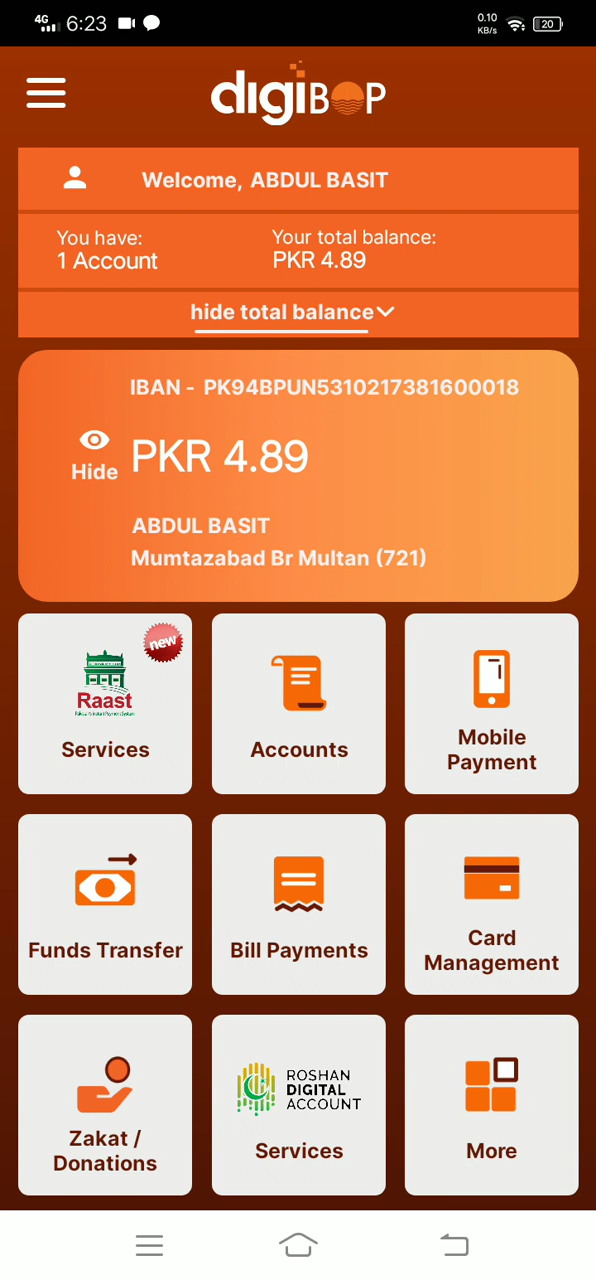 4G 6:23 0.10 KB/s 20
digiBOP
Welcome, ABDUL BASIT
You have:
1 Account
Your total balance:
PKR 4.89
hide total balance
IBAN - PK94BPUN5310217381600018
Hide
PKR 4.89
ABDUL BASIT
Mumtazabad Br Multan (721)
new
Raast
Services
Accounts
Mobile
Payment
Funds Transfer
Bill Payments
Card
Management
Zakat /
Donations
ROSHAN
DIGITAL
ACCOUNT
Services
More